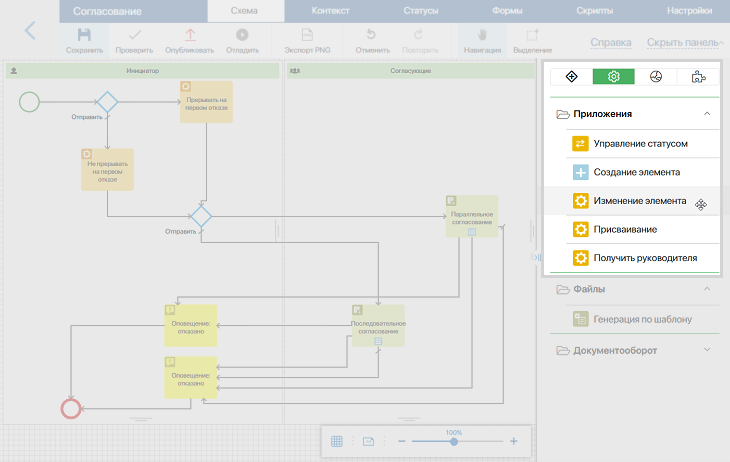 Согласование
Схема
Контекст
Статусы
Формы
Скрипты
Настройки
Сохранить
Проверить
Опубликовать
Отладить
Экспорт PNG
Отменить
Повторить
Навигация
Выделение
Справка
Скрыть панель
Инициатор
Согласующие
Прерывать на
первом отказе
Отправить
Не прерывать
на первом
отказе
Отправить
Параллельное
согласование
Оповещение:
отказано
Последовательное
согласование
Оповещение:
отказано
100%
Приложения
Управление статусом
Создание элемента
Изменение элемента
Присваивание
Получить руководителя
Файлы
Генерация по шаблону
Документооборот